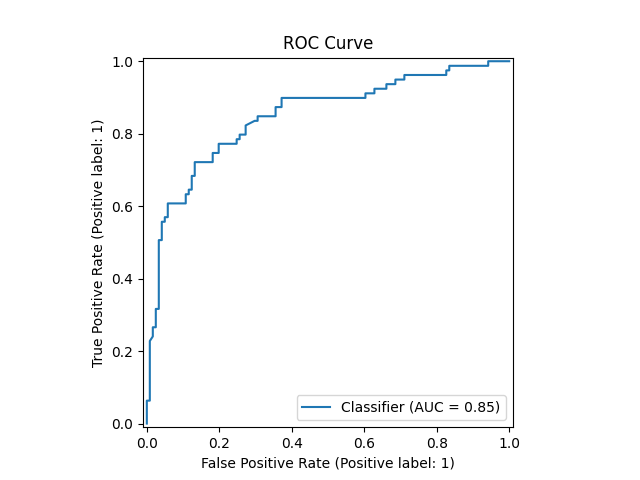 ROC Curve
True Positive Rate (Positive label: 1)
1.0
0.8
0.6
0.4
0.2
0.0
Classifier (AUC = 0.85)
0.0 0.2 0.4 0.6 0.8 1.0
False Positive Rate (Positive label: 1)